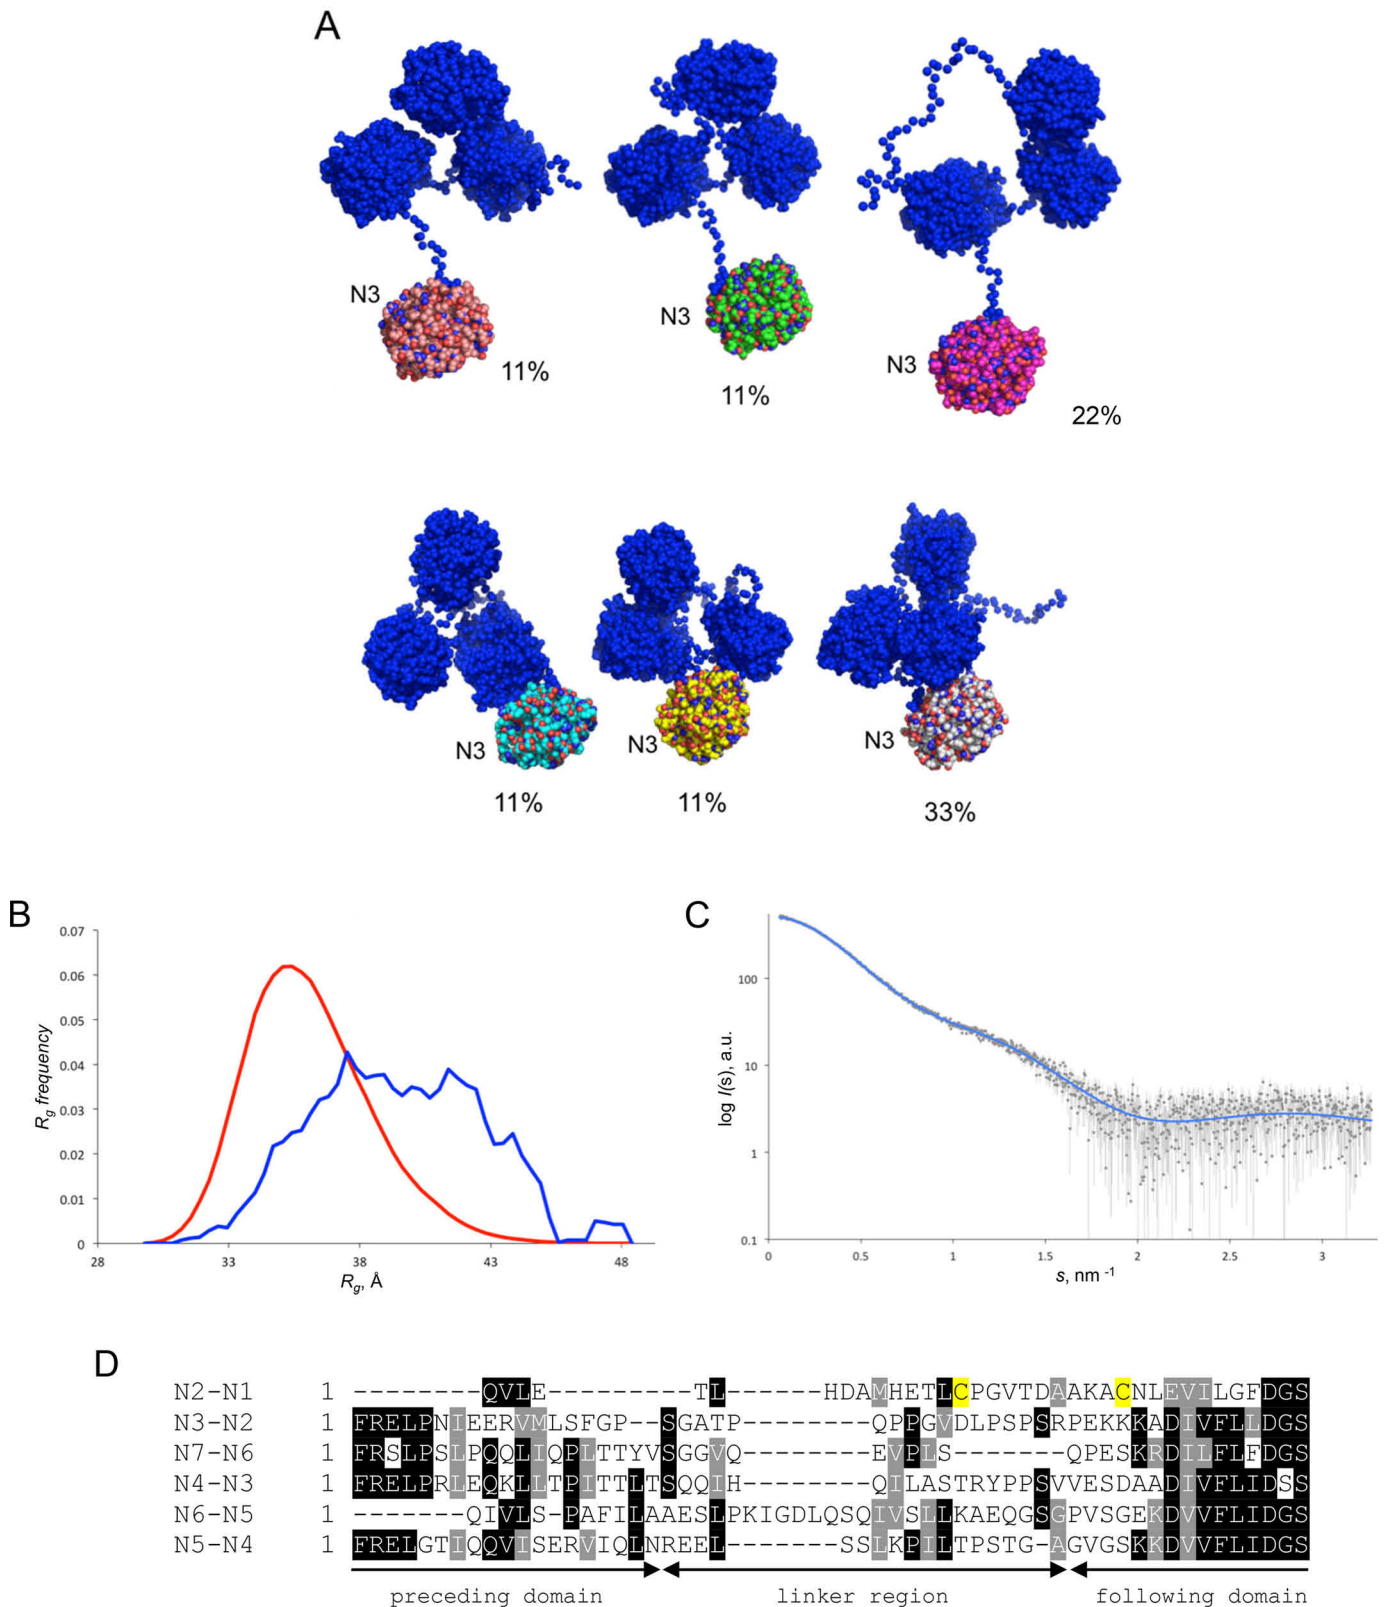 A
N3
11%
N3
11%
N3
22%
N3
11%
N3
11%
N3
33%
B
Rg frequency
0.07
0.06
0.05
0.04
0.03
0.02
0.01
0
28 33 38 43 48
Rg, Å
C
log I(s), a.u.
100
10
1
0.1
0 0.5 1 1.5 2 2.5 3
s, nm -1
D
N2-N1 1 --------QVLE---------TL------HDAMHETLCPGVTDAAKACNLEVILGFDGS
N3-N2 1 FRELPNIEERVMLSFGP--SGATP--------QPPGVDLPSPSRPEKKKADIVFLLDGS
N7-N6 1 FRSLPSLPQQLIQPLTTYVSGGVQ--------EVPLS-------QPESKRDILFLFDGS
N4-N3 1 FRELPRLEQKLLTPITTLTSQQIH--------QILASTRYPPSVVESDAADIVFLIDSS
N6-N5 1 -------QIVLS-PAFILAAESLPKIGDLQSQIVSLLKAEQGSGPVSGEKDVVFLIDGS
N5-N4 1 FRELGTIQQVISERVIQLNREEL-------SSLKPILTPSTG-AGVGSKKDVVFLIDGS
preceding domain linker region following domain